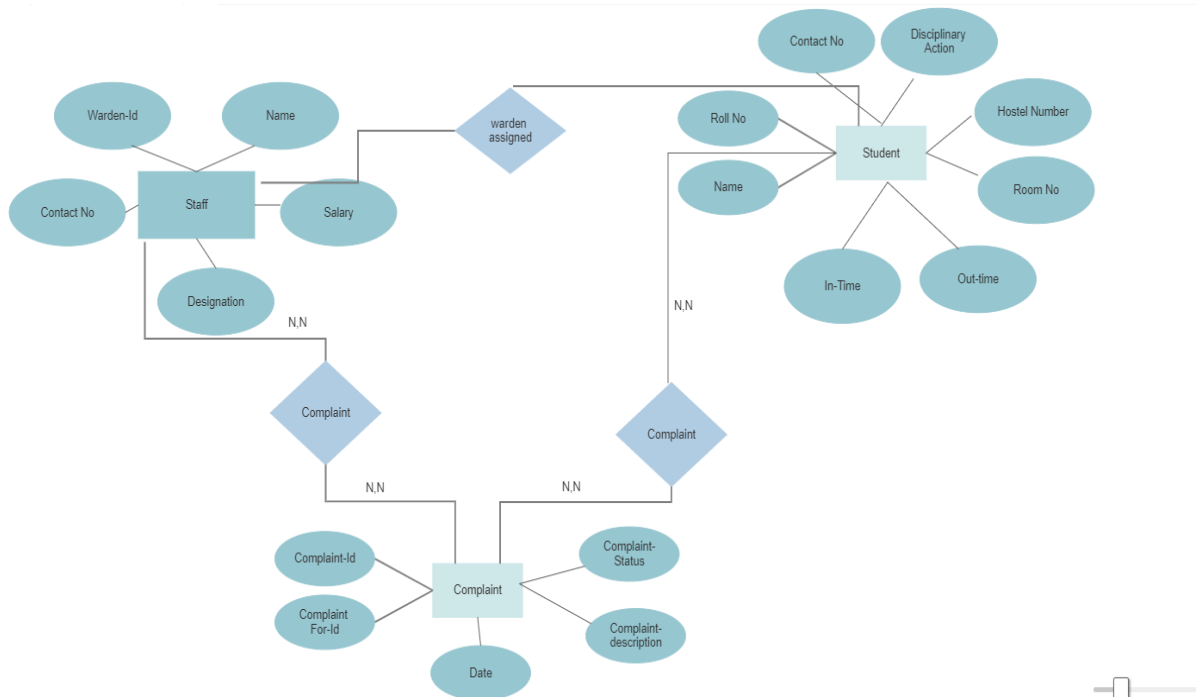 Contact No
Disciplinary
Action
Warden-Id
Name
warden
assigned
Roll No
Hostel Number
Student
Name
Room No
Contact No
Staff
Salary
Designation
In-Time
Out-time
N,N
N,N
Complaint
Complaint
N,N
N,N
Complaint-Id
Complaint-
Status
Complaint
Complaint
For-Id
Complaint-
description
Date